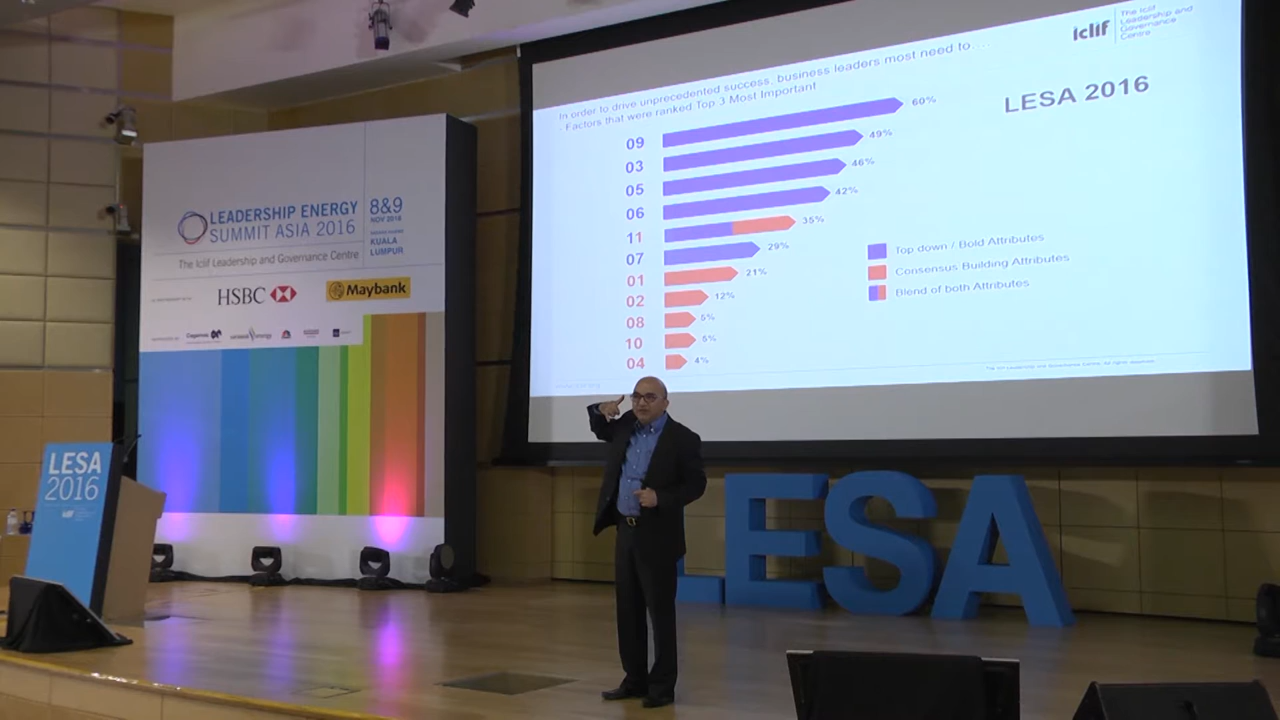 iclif
The Iclif
Leadership and
Governance
Centre
In order to drive unprecedented success, business leaders most need to…
- Factors that were ranked Top 3 Most Important
LESA 2016
09 60%
03 49%
05 46%
06 42%
11 35%
07 29%
01 21%
02 12%
08 5%
10 5%
04 4%
Top down / Bold Attributes
Consensus Building Attributes
Blend of both Attributes
LEADERSHIP ENERGY
SUMMIT ASIA 2016
8&9
NOV 2016
KUALA
LUMPUR
The Iclif Leadership and Governance Centre
HSBC
Maybank
LESA
2016
LESA